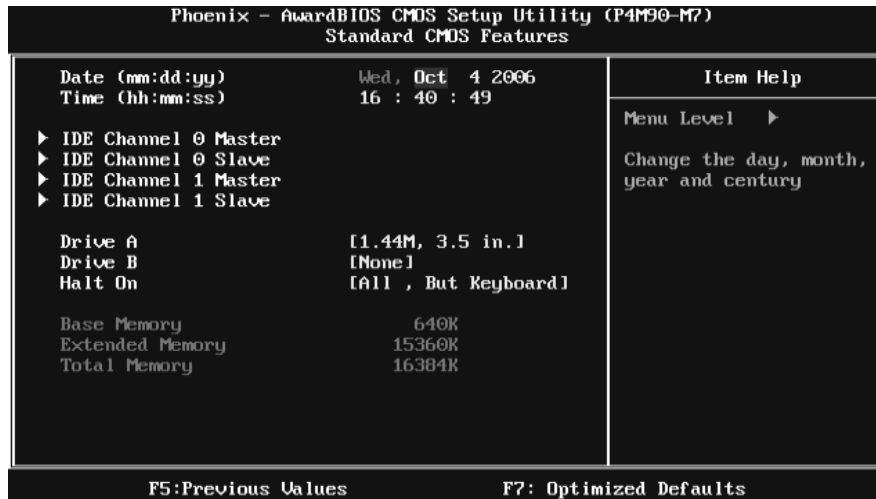 Phoenix - AwardBIOS CMOS Setup Utility (P4M90-M7)
Standard CMOS Features
Date (mm:dd:yy) Wed, Oct 4 2006
Time (hh:mm:ss) 16 : 40 : 49
IDE Channel 0 Master
IDE Channel 0 Slave
IDE Channel 1 Master
IDE Channel 1 Slave
Drive A [1.44M, 3.5 in.]
Drive B [None]
Halt On [All , But Keyboard]
Base Memory 640K
Extended Memory 15360K
Total Memory 16384K
Item Help
Menu Level
Change the day, month,
year and century
F5:Previous Values F7: Optimized Defaults